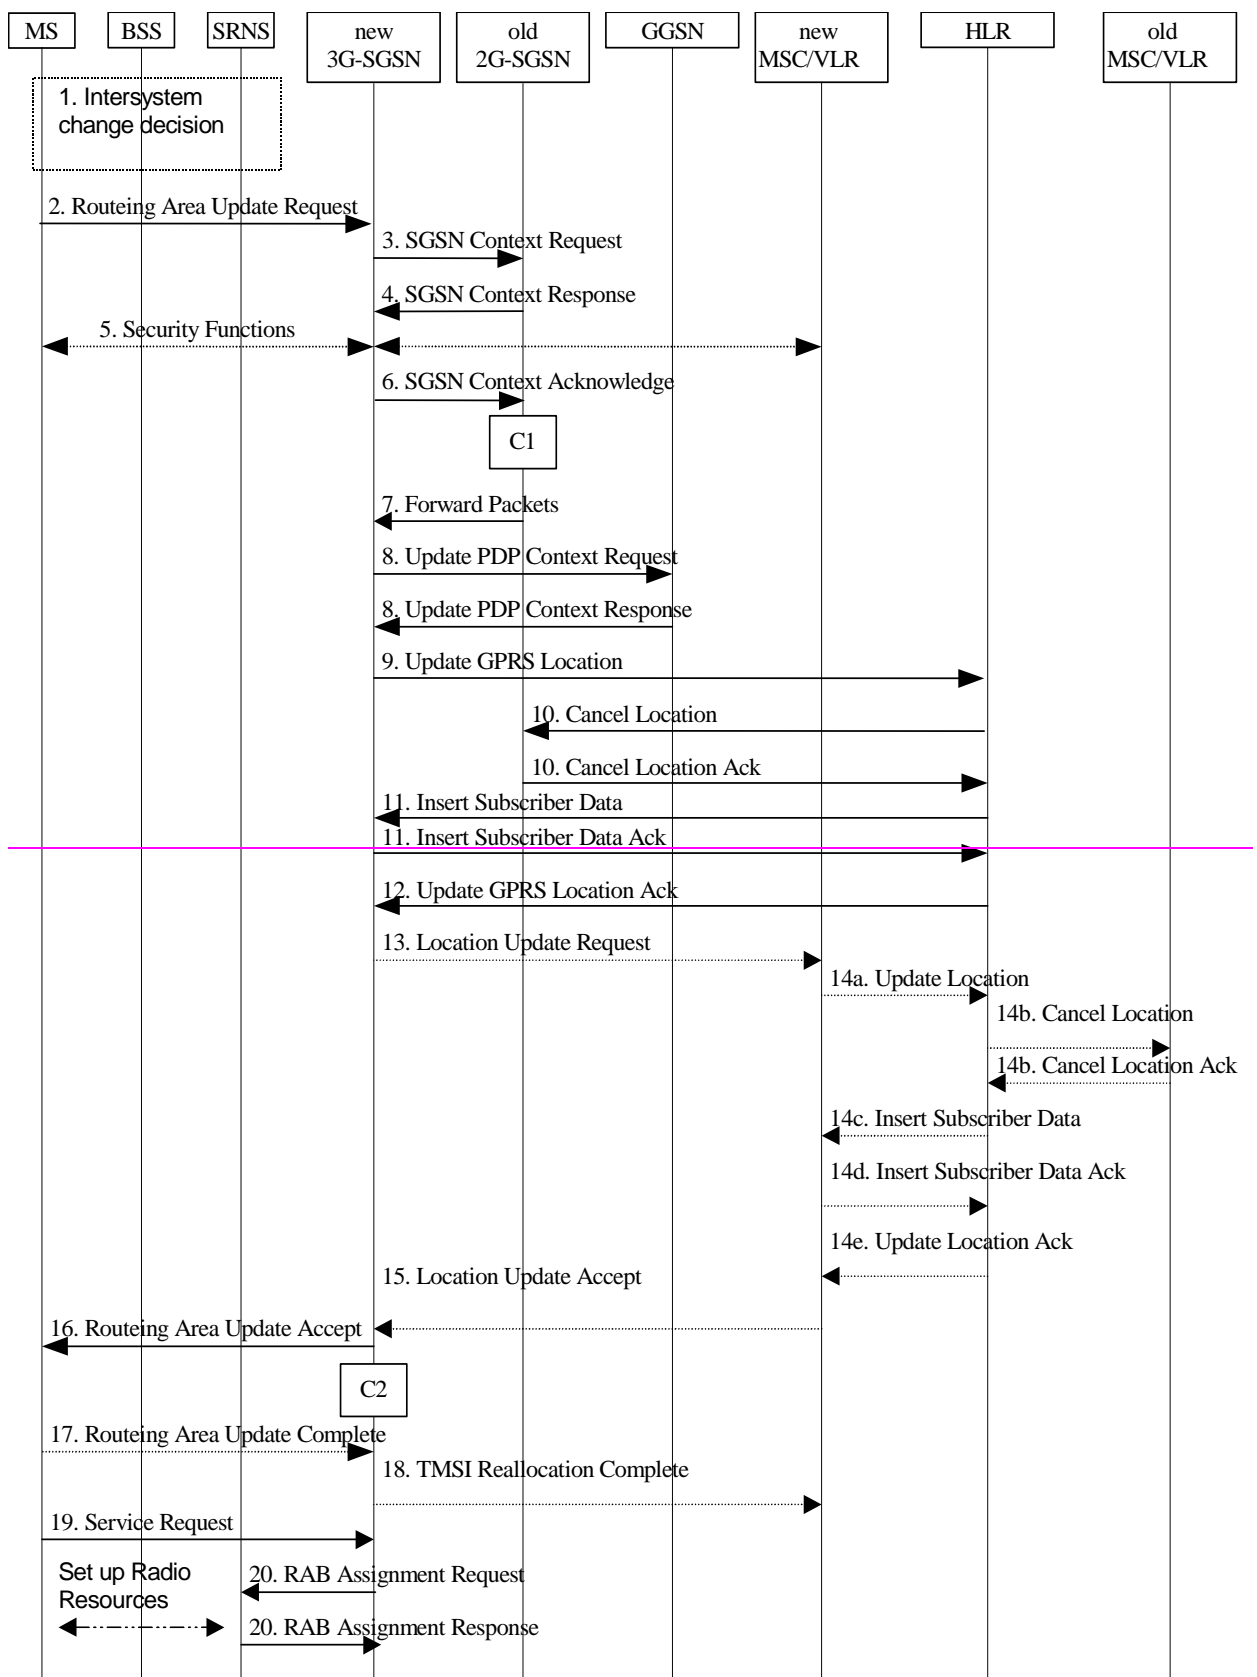 MS
BSS
SRNS
new
3G-SGSN
old
2G-SGSN
GGSN
new
MSC/VLR
HLR
old
MSC/VLR
1. Intersystem
change decision
2. Routeing Area Update Request
3. SGSN Context Request
4. SGSN Context Response
5. Security Functions
6. SGSN Context Acknowledge
C1
7. Forward Packets
8. Update PDP Context Request
8. Update PDP Context Response
9. Update GPRS Location
10. Cancel Location
10. Cancel Location Ack
11. Insert Subscriber Data
11. Insert Subscriber Data Ack
12. Update GPRS Location Ack
13. Location Update Request
14a. Update Location
14b. Cancel Location
14b. Cancel Location Ack
14c. Insert Subscriber Data
14d. Insert Subscriber Data Ack
14e. Update Location Ack
15. Location Update Accept
16. Routeing Area Update Accept
C2
17. Routeing Area Update Complete
18. TMSI Reallocation Complete
19. Service Request
Set up Radio
Resources
20. RAB Assignment Request
20. RAB Assignment Response